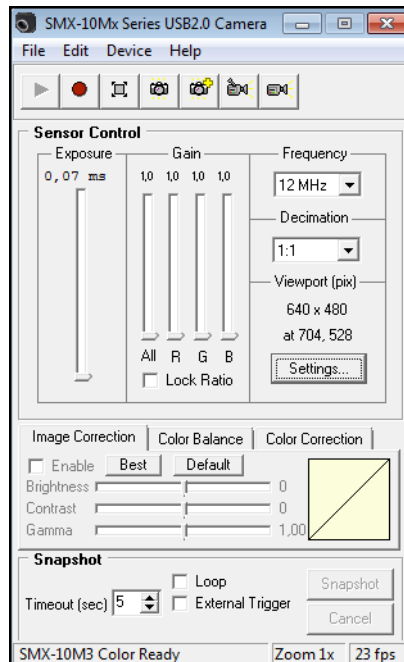 SMX-10Mx Series USB2.0 Camera
File Edit Device Help
Sensor Control
Exposure Gain Frequency
0,07 ms 1,0 1,0 1,0 1,0
12 MHz
Decimation
1:1
Viewport (pix)
640 x 480
at 704, 528
All R G B
Settings...
Lock Ratio
Image Correction Color Balance Color Correction
Enable Best Default
Brightness 0
Contrast 0
Gamma 1,00
Snapshot
Loop Snapshot
Timeout (sec) 5 External Trigger
Cancel
SMX-10M3 Color Ready Zoom 1x 23 fps